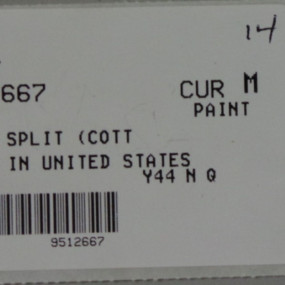 14
667 CUR M
PAINT
SPLIT (COTT
IN UNITED STATES
Y44 N Q
9512667